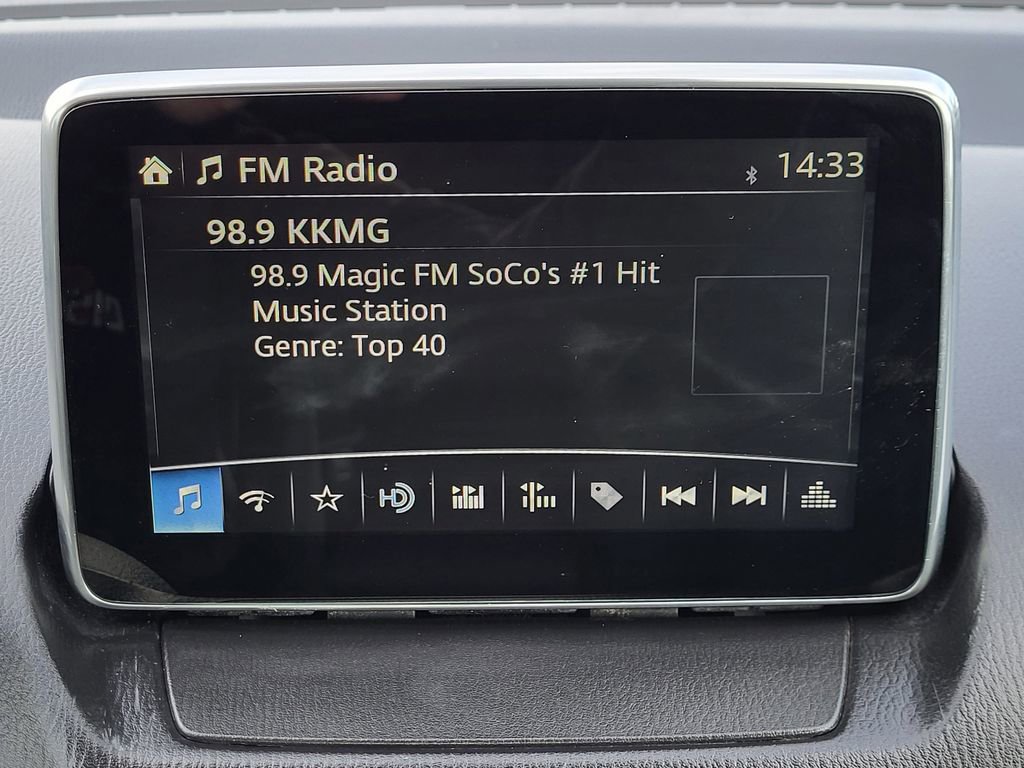 FM Radio
14:33
98.9 KKMG
98.9 Magic FM SoCo's #1 Hit
Music Station
Genre: Top 40
HD